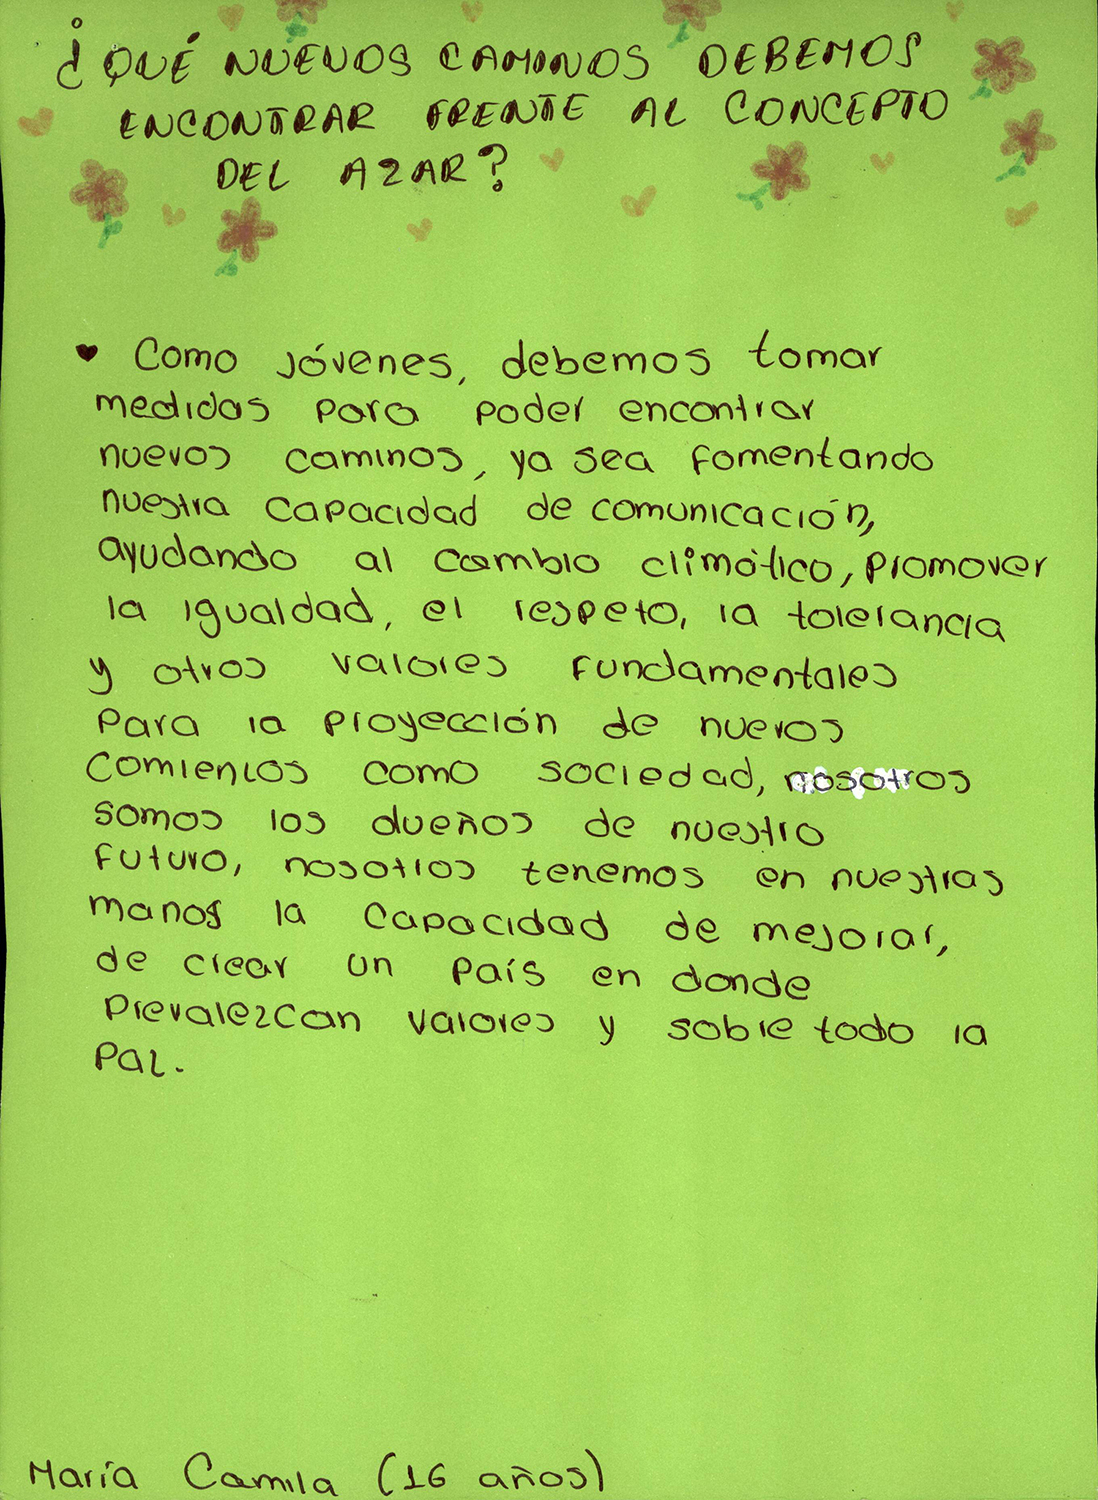 ¿QUÉ NUEVOS CAMINOS DEBEMOS
ENCONTRAR FRENTE AL CONCEPTO
DEL AZAR?
♥ Como jóvenes, debemos tomar
medidas para poder encontrar
nuevos caminos, ya sea fomentando
nuestra capacidad de comunicación,
ayudando al cambio climático, promover
la igualdad, el respeto, la tolerancia
y otros valores fundamentales
para la proyección de nuevos
comienzos como sociedad, nosotros
somos los dueños de nuestro
futuro, nosotros tenemos en nuestras
manos la capacidad de mejorar,
de crear un país en donde
prevalezcan valores y sobre todo la
paz.
María Camila (16 años)